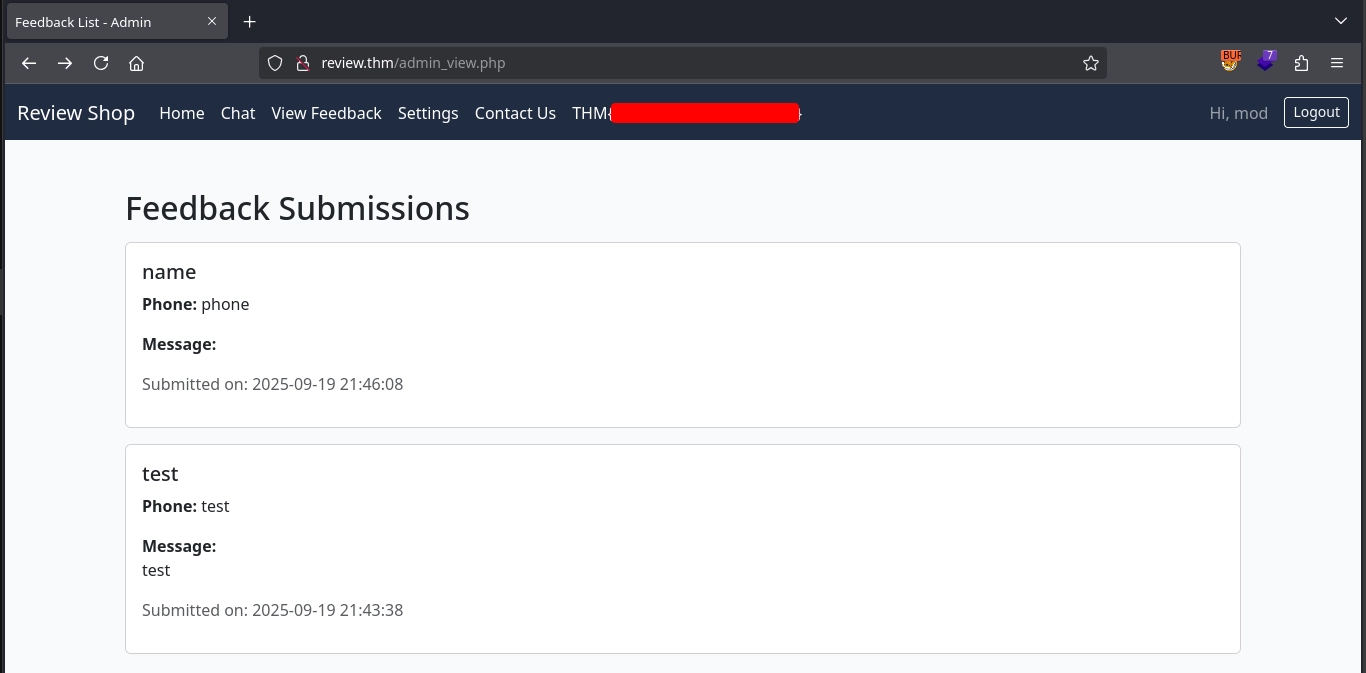 Feedback List - Admin
review.thm/admin_view.php
BUR
7
Review Shop Home Chat View Feedback Settings Contact Us THM{ } Hi, mod Logout
Feedback Submissions
name
Phone: phone
Message:
Submitted on: 2025-09-19 21:46:08
test
Phone: test
Message:
test
Submitted on: 2025-09-19 21:43:38